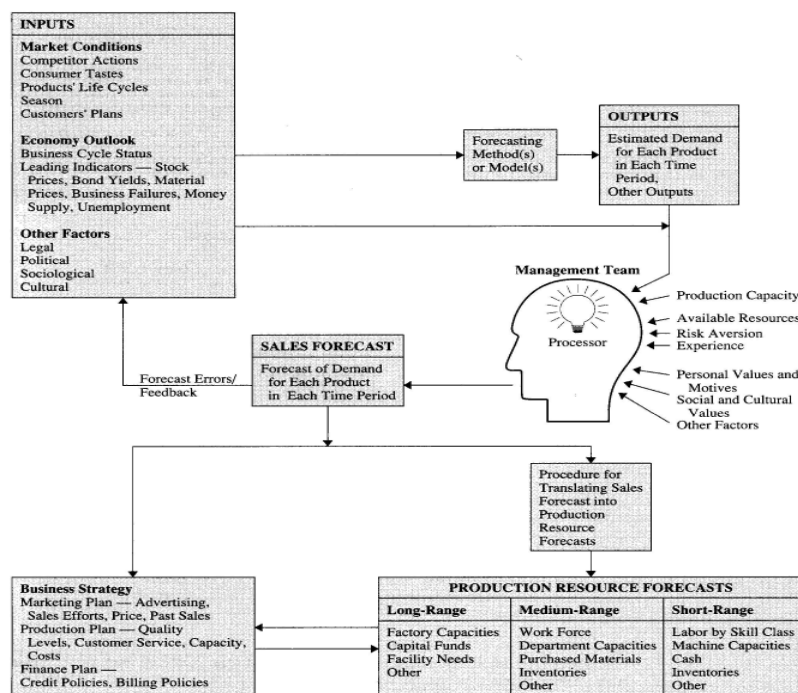 INPUTS
Market Conditions
Competitor Actions
Consumer Tastes
Products' Life Cycles
Season
Customers' Plans
Economy Outlook
Business Cycle Status
Leading Indicators — Stock
Prices, Bond Yields, Material
Prices, Business Failures, Money
Supply, Unemployment
Other Factors
Legal
Political
Sociological
Cultural
Forecasting
Method(s)
or Model(s)
OUTPUTS
Estimated Demand
for Each Product
in Each Time
Period,
Other Outputs
Management Team
Processor
Production Capacity
Available Resources
Risk Aversion
Experience
Personal Values and
Motives
Social and Cultural
Values
Other Factors
SALES FORECAST
Forecast of Demand
for Each Product
in Each Time Period
Forecast Errors/
Feedback
Procedure for
Translating Sales
Forecast into
Production
Resource
Forecasts
Business Strategy
Marketing Plan — Advertising,
Sales Efforts, Price, Past Sales
Production Plan — Quality
Levels, Customer Service, Capacity,
Costs
Finance Plan —
Credit Policies, Billing Policies
PRODUCTION RESOURCE FORECASTS
Long-Range
Factory Capacities
Capital Funds
Facility Needs
Other
Medium-Range
Work Force
Department Capacities
Purchased Materials
Inventories
Other
Short-Range
Labor by Skill Class
Machine Capacities
Cash
Inventories
Other